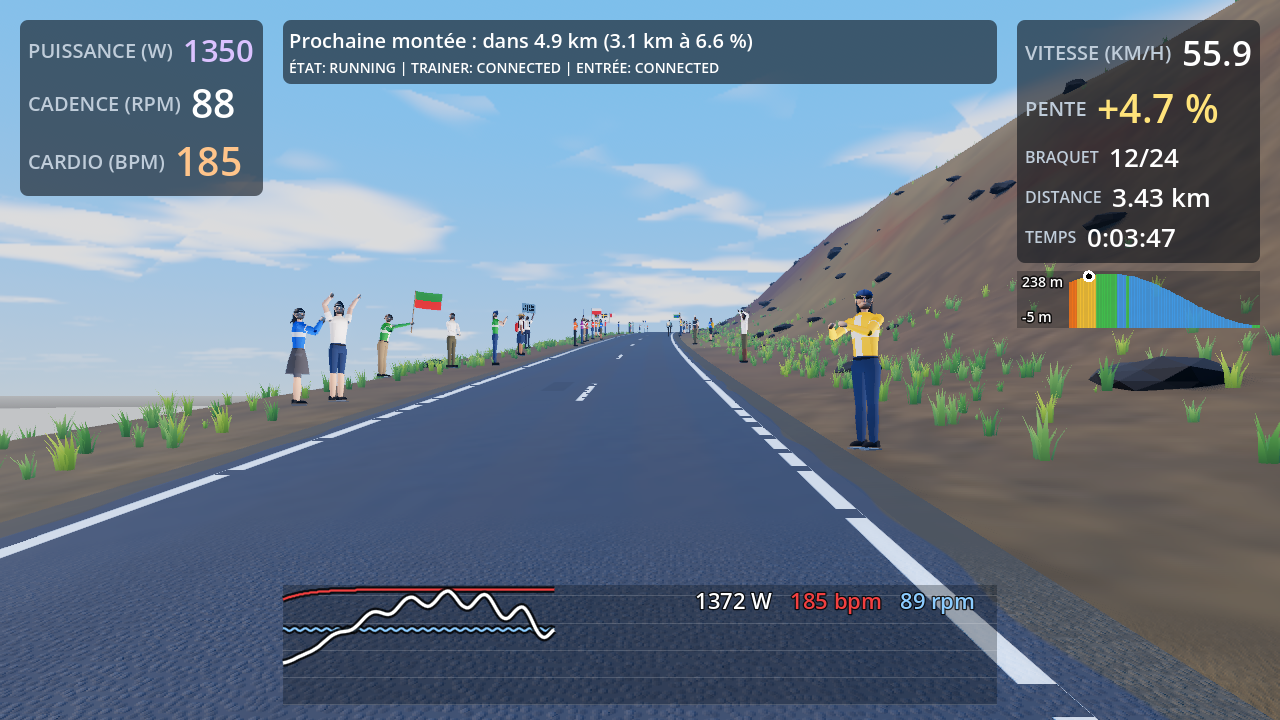 PUISSANCE (W) 1350
CADENCE (RPM) 88
CARDIO (BPM) 185
Prochaine montée : dans 4.9 km (3.1 km à 6.6 %)
ÉTAT: RUNNING | TRAINER: CONNECTED | ENTRÉE: CONNECTED
VITESSE (KM/H) 55.9
PENTE +4.7 %
BRAQUET 12/24
DISTANCE 3.43 km
TEMPS 0:03:47
238 m
-5 m
1372 W 185 bpm 89 rpm